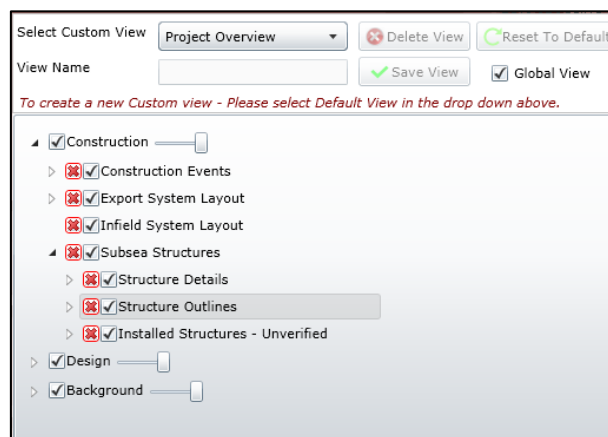 Select Custom View Project Overview Delete View Reset To Default
View Name Save View Global View
To create a new Custom view - Please select Default View in the drop down above.
Construction
Construction Events
Export System Layout
Infield System Layout
Subsea Structures
Structure Details
Structure Outlines
Installed Structures - Unverified
Design
Background